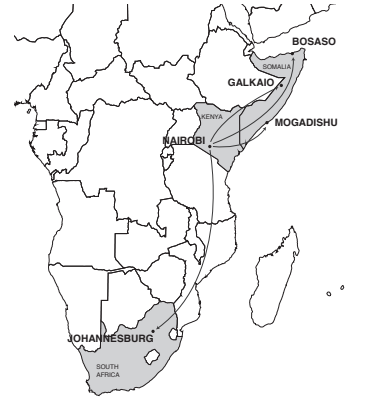 BOSASO
SOMALIA
GALKAIO
KENYA
MOGADISHU
NAIROBI
JOHANNESBURG
SOUTH
AFRICA